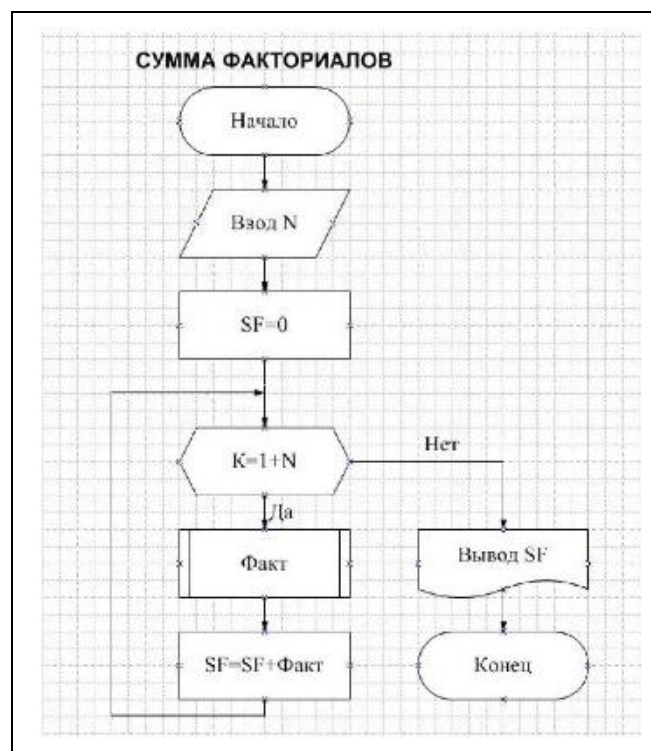 СУММА ФАКТОРИАЛОВ
Начало
Ввод N
SF=0
K=1+N
Нет
Да
Факт
Вывод SF
SF=SF+Факт
Конец